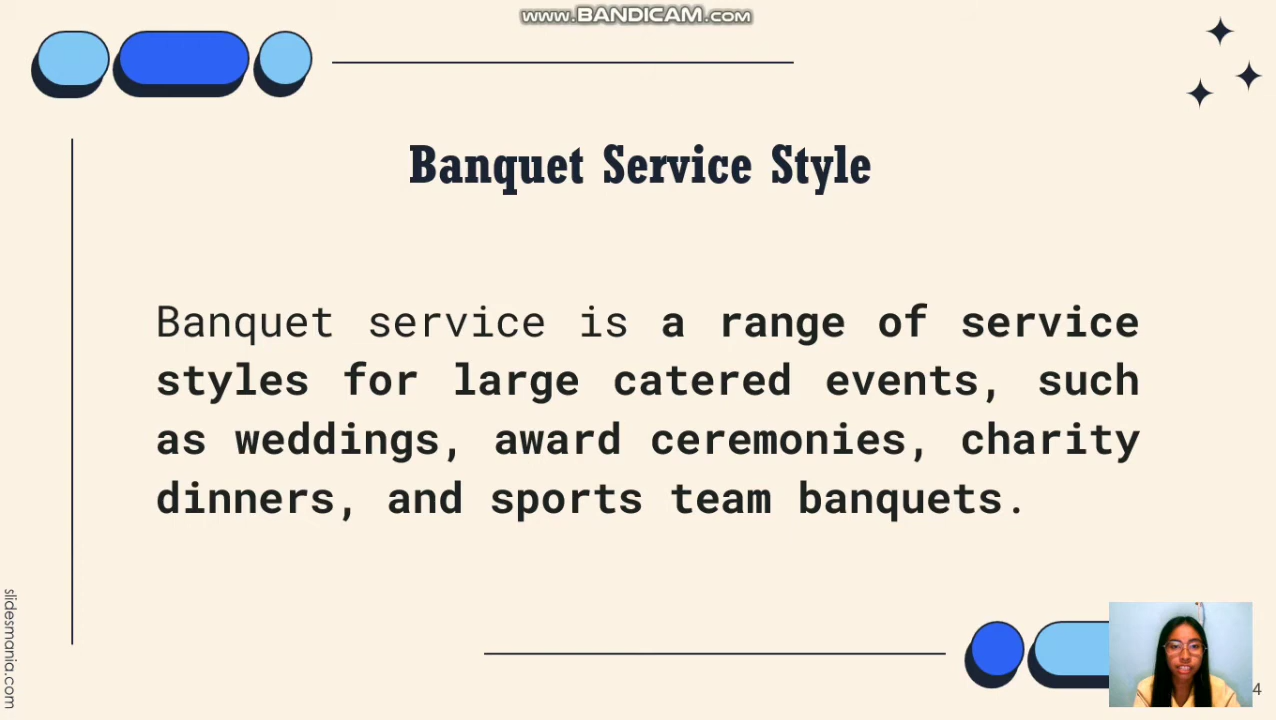 WWW.BANDICAM.COM
Banquet Service Style
Banquet service is a range of service
styles for large catered events, such
as weddings, award ceremonies, charity
dinners, and sports team banquets.
slidesmania.com
4